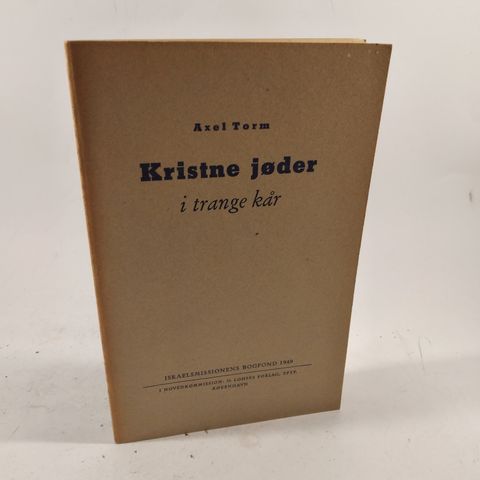 Axel Torm
Kristne jøder
i trange kår
ISRAELSMISSIONENS BOGFOND 1949
I HOVEDKOMMISSION: O. LOHSES FORLAG, EFTF.
KØBENHAVN